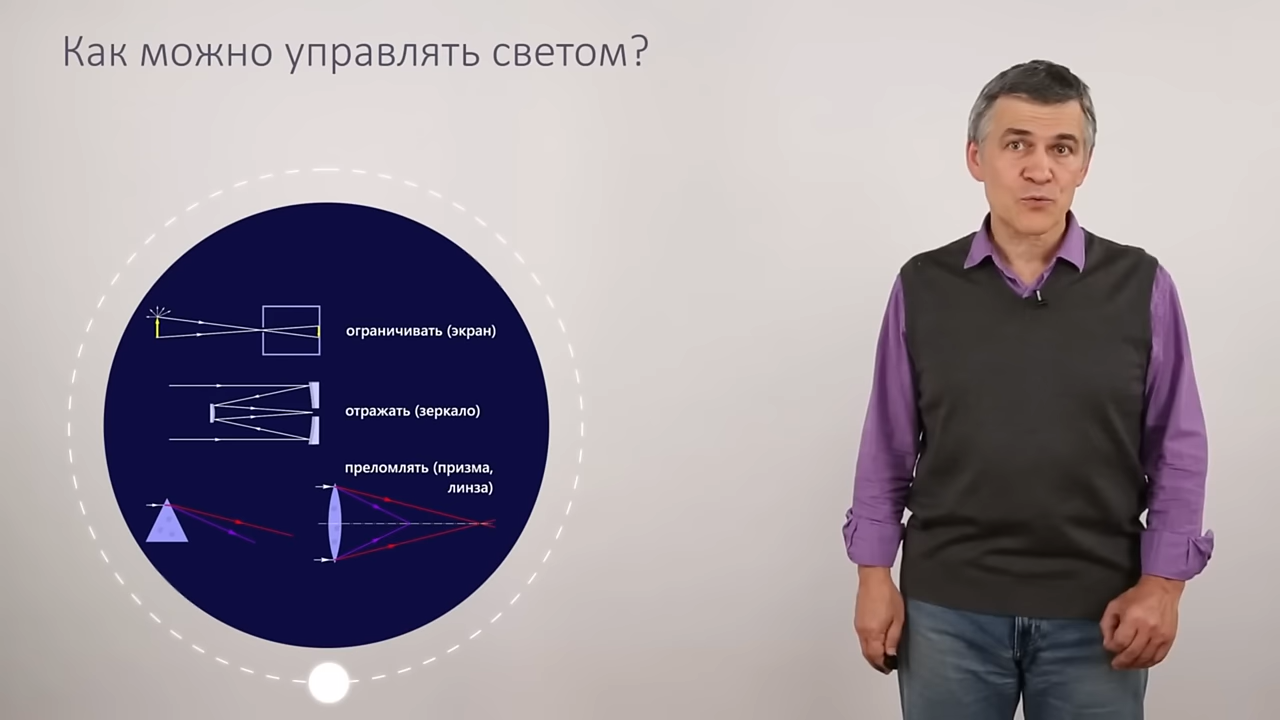 Как можно управлять светом?
ограничивать (экран)
отражать (зеркало)
преломлять (призма,
линза)